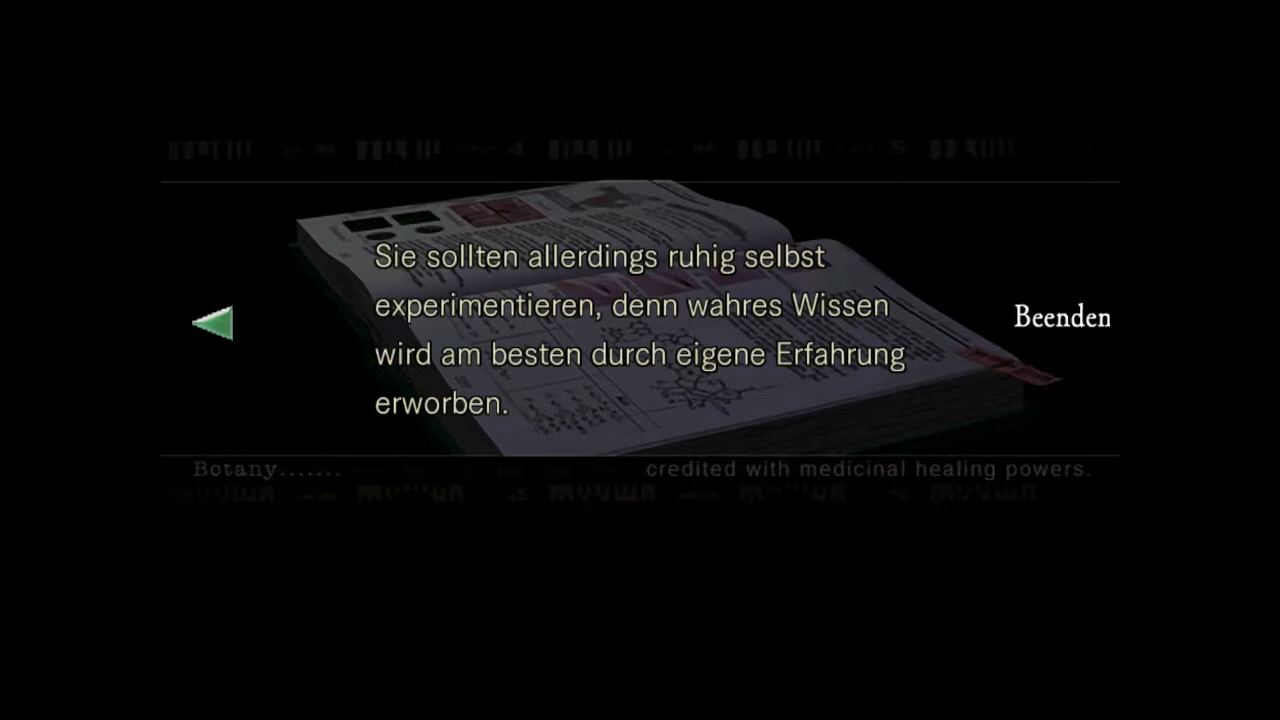 Sie sollten allerdings ruhig selbst
experimentieren, denn wahres Wissen
wird am besten durch eigene Erfahrung
erworben.
Beenden
Botany....... credited with medicinal healing powers.